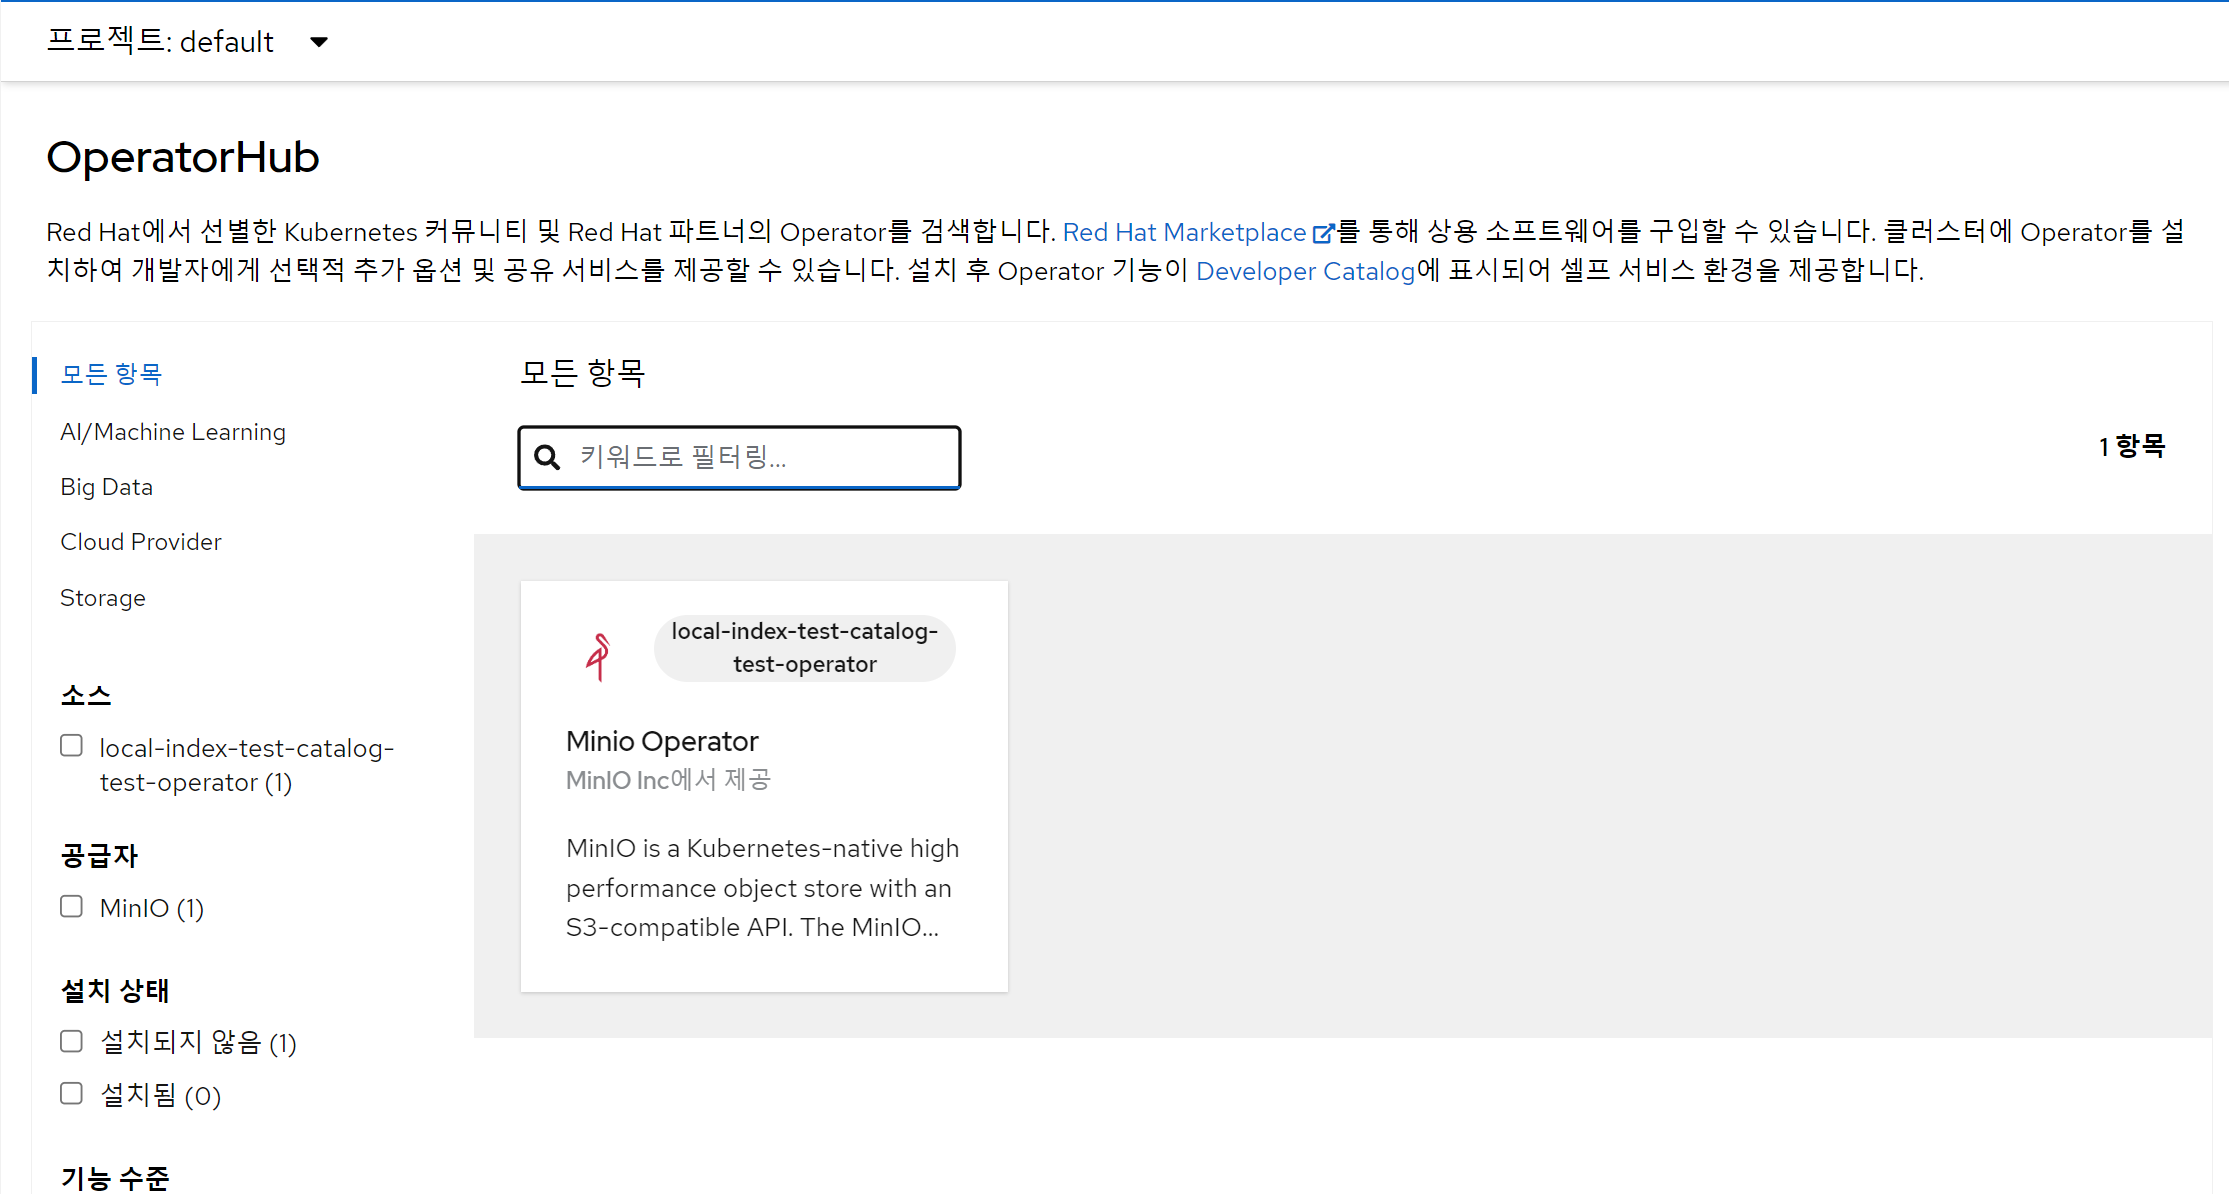 프로젝트: default
OperatorHub
Red Hat에서 선별한 Kubernetes 커뮤니티 및 Red Hat 파트너의 Operator를 검색합니다. Red Hat Marketplace를 통해 상용 소프트웨어를 구입할 수 있습니다. 클러스터에 Operator를 설
치하여 개발자에게 선택적 추가 옵션 및 공유 서비스를 제공할 수 있습니다. 설치 후 Operator 기능이 Developer Catalog에 표시되어 셀프 서비스 환경을 제공합니다.
모든 항목
AI/Machine Learning
Big Data
Cloud Provider
Storage
소스
local-index-test-catalog-
test-operator (1)
공급자
MinIO (1)
설치 상태
설치되지 않음 (1)
설치됨 (0)
기능 수준
모든 항목
키워드로 필터링...
1 항목
local-index-test-catalog-
test-operator
Minio Operator
MinIO Inc에서 제공
MinIO is a Kubernetes-native high
performance object store with an
S3-compatible API. The MinIO...